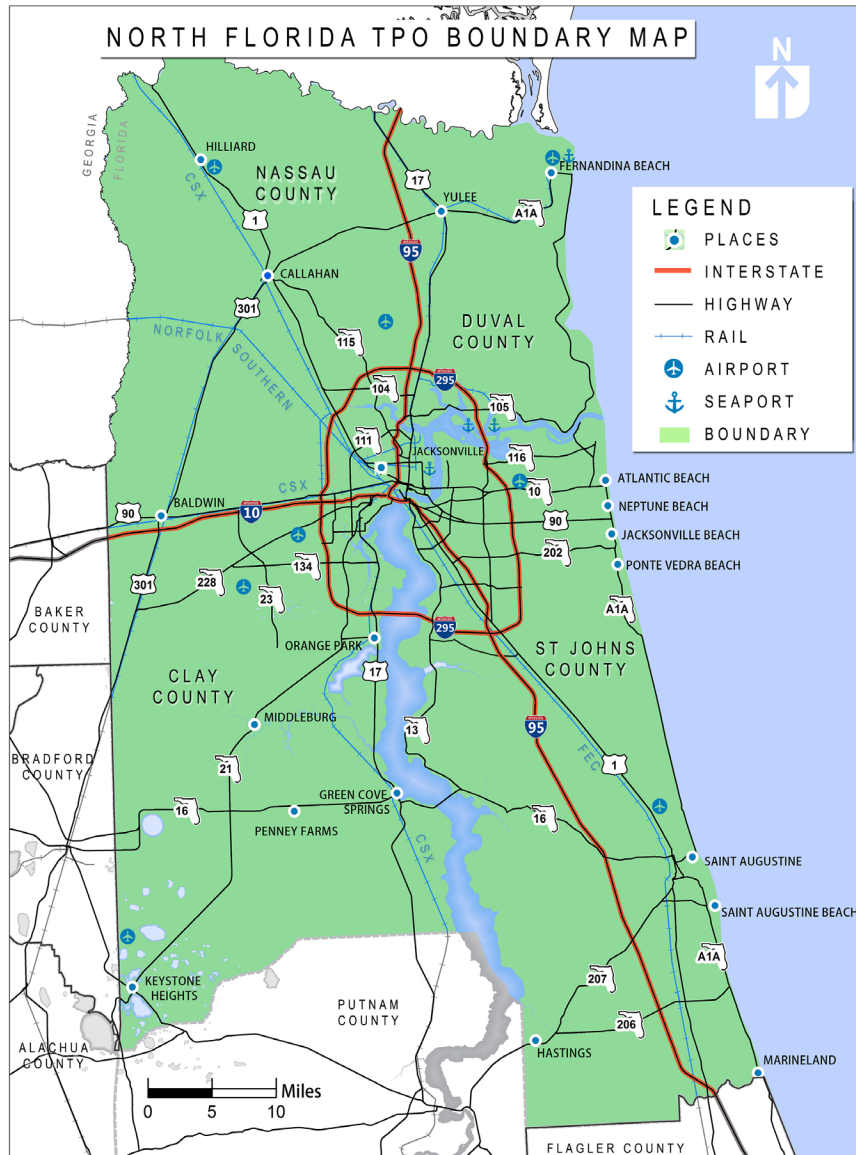 NORTH FLORIDA TPO BOUNDARY MAP
N
GEORGIA
FLORIDA
HILLIARD
CSX
NASSAU
COUNTY
17
FERNANDINA BEACH
1
YULEE
A1A
LEGEND
PLACES
INTERSTATE
HIGHWAY
RAIL
AIRPORT
SEAPORT
BOUNDARY
INTERSTATE
95
CALLAHAN
301
NORFOLK SOUTHERN
115
DUVAL
COUNTY
104
INTERSTATE
295
105
111
JACKSONVILLE
116
CSX
10
ATLANTIC BEACH
90
BALDWIN
INTERSTATE
10
90
NEPTUNE BEACH
JACKSONVILLE BEACH
202
PONTE VEDRA BEACH
301
228
134
23
A1A
BAKER
COUNTY
INTERSTATE
295
ORANGE PARK
17
ST JOHNS
COUNTY
CLAY
COUNTY
MIDDLEBURG
13
INTERSTATE
95
FEC
1
BRADFORD
COUNTY
21
GREEN COVE
SPRINGS
16
PENNEY FARMS
16
CSX
SAINT AUGUSTINE
SAINT AUGUSTINE BEACH
A1A
KEYSTONE
HEIGHTS
207
PUTNAM
COUNTY
206
ALACHUA
COUNTY
HASTINGS
MARINELAND
Miles
0 5 10
FLAGLER COUNTY